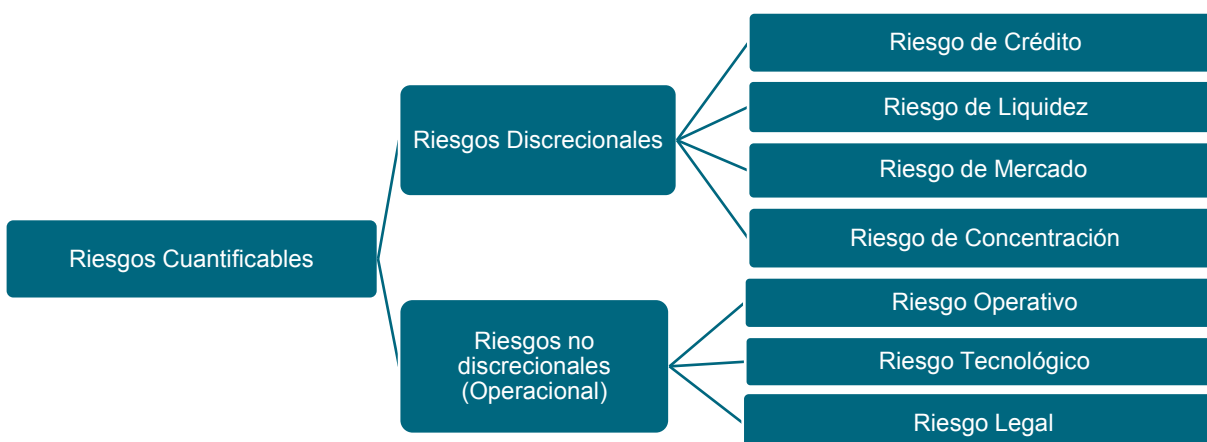 Riesgos Cuantificables
Riesgos Discrecionales
Riesgo de Crédito
Riesgo de Liquidez
Riesgo de Mercado
Riesgo de Concentración
Riesgos no
discrecionales
(Operacional)
Riesgo Operativo
Riesgo Tecnológico
Riesgo Legal